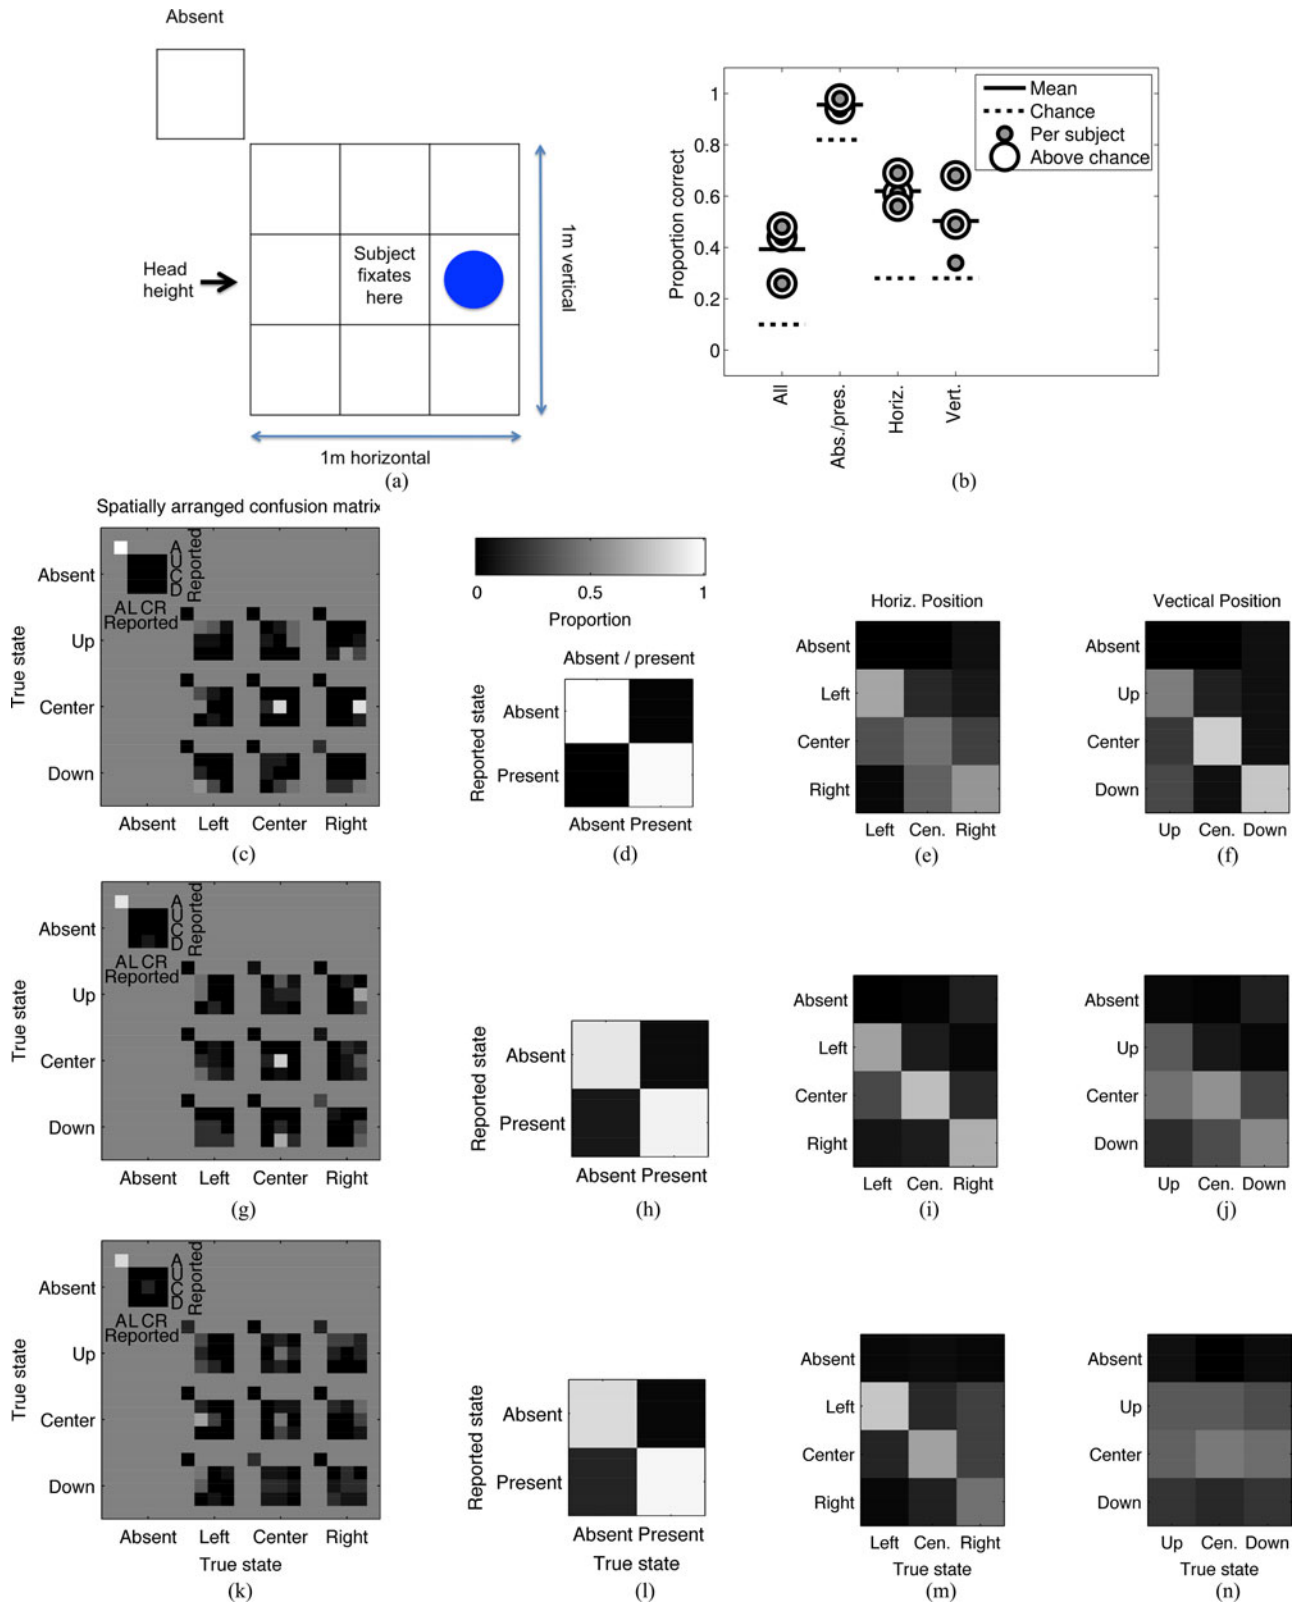 Absent
Head
height
Subject
fixates
here
1m vertical
1m horizontal
(a)
Proportion correct
1
0.8
0.6
0.4
0.2
0
Mean
Chance
Per subject
Above chance
All
Abs./pres.
Horiz.
Vert.
(b)
Spatially arranged confusion matrix
True state
Absent
Up
Center
Down
A
U
C
D
Reported
AL CR
Reported
Absent
Left
Center
Right
(c)
0
0.5
1
Proportion
Absent / present
Reported state
Absent
Present
Absent Present
(d)
Horiz. Position
Absent
Left
Center
Right
Left
Cen.
Right
(e)
Vectical Position
Absent
Up
Center
Down
Up
Cen.
Down
(f)
True state
Absent
Up
Center
Down
A
U
C
D
Reported
AL CR
Reported
Absent
Left
Center
Right
(g)
Reported state
Absent
Present
Absent Present
(h)
Absent
Left
Center
Right
Left
Cen.
Right
(i)
Absent
Up
Center
Down
Up
Cen.
Down
(j)
True state
Absent
Up
Center
Down
A
U
C
D
Reported
AL CR
Reported
Absent
Left
Center
Right
True state
(k)
Reported state
Absent
Present
Absent Present
True state
(l)
Absent
Left
Center
Right
Left
Cen.
Right
True state
(m)
Absent
Up
Center
Down
Up
Cen.
Down
True state
(n)